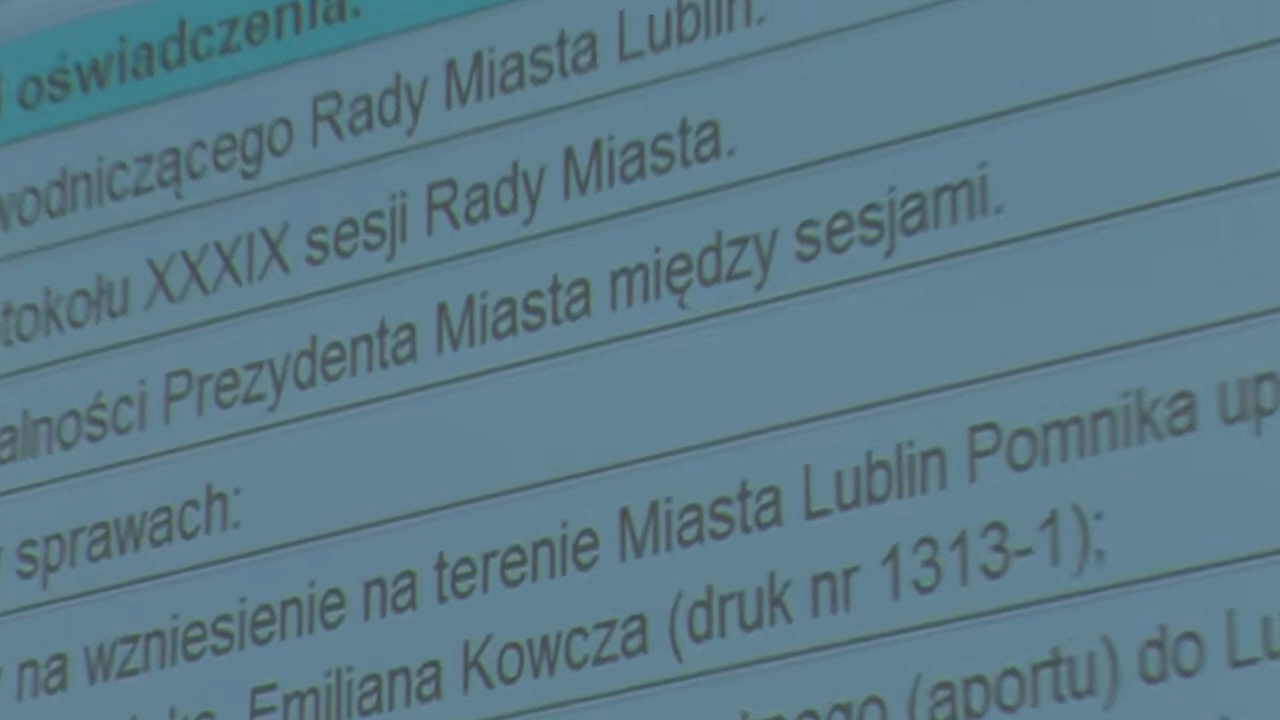 oświadczenia.
wodniczącego Rady Miasta Lublin.
tokołu XXXIX sesji Rady Miasta.
alności Prezydenta Miasta między sesjami.
sprawach:
na wzniesienie na terenie Miasta Lublin Pomnika up
Emiliana Kowcza (druk nr 1313-1);
(aportu) do Lu